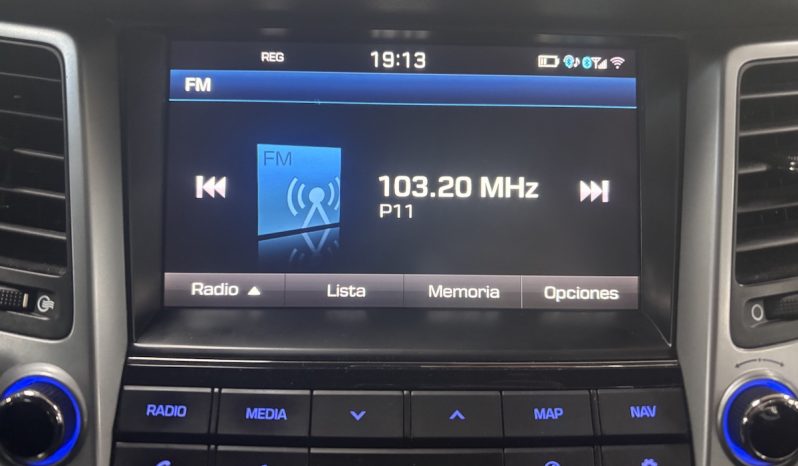 REG 19:13
FM
FM
103.20 MHz
P11
Radio Lista Memoria Opciones
RADIO MEDIA MAP NAV